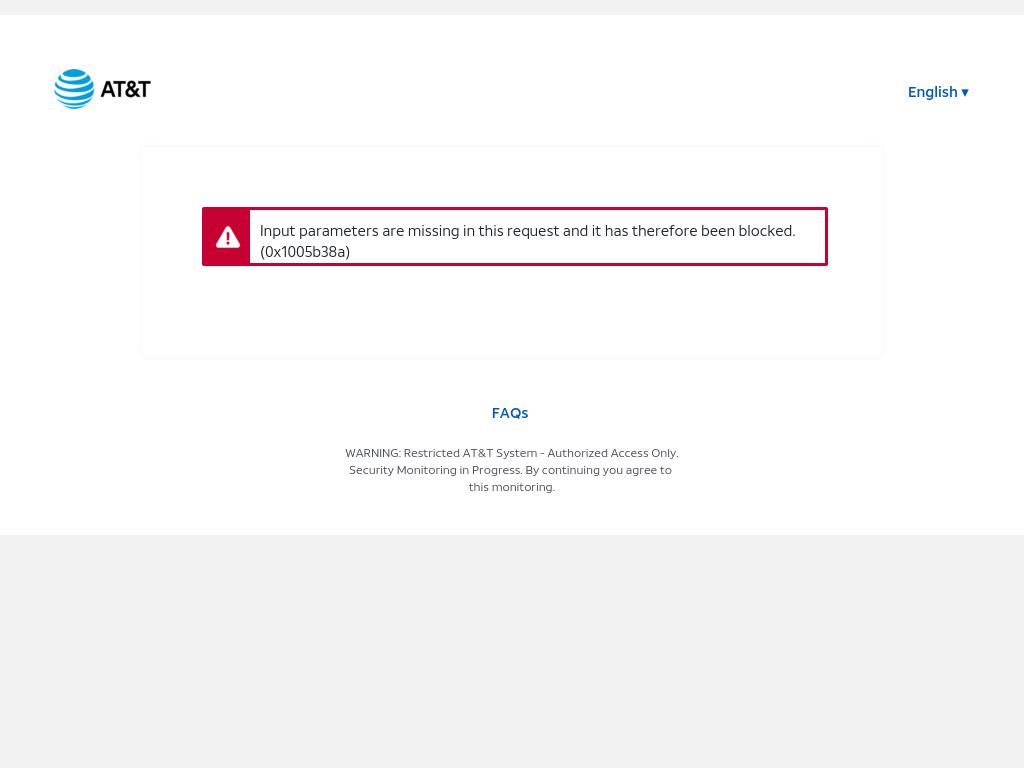 AT&T
English ▾
Input parameters are missing in this request and it has therefore been blocked.
(0x1005b38a)
FAQs
WARNING: Restricted AT&T System - Authorized Access Only.
Security Monitoring in Progress. By continuing you agree to
this monitoring.